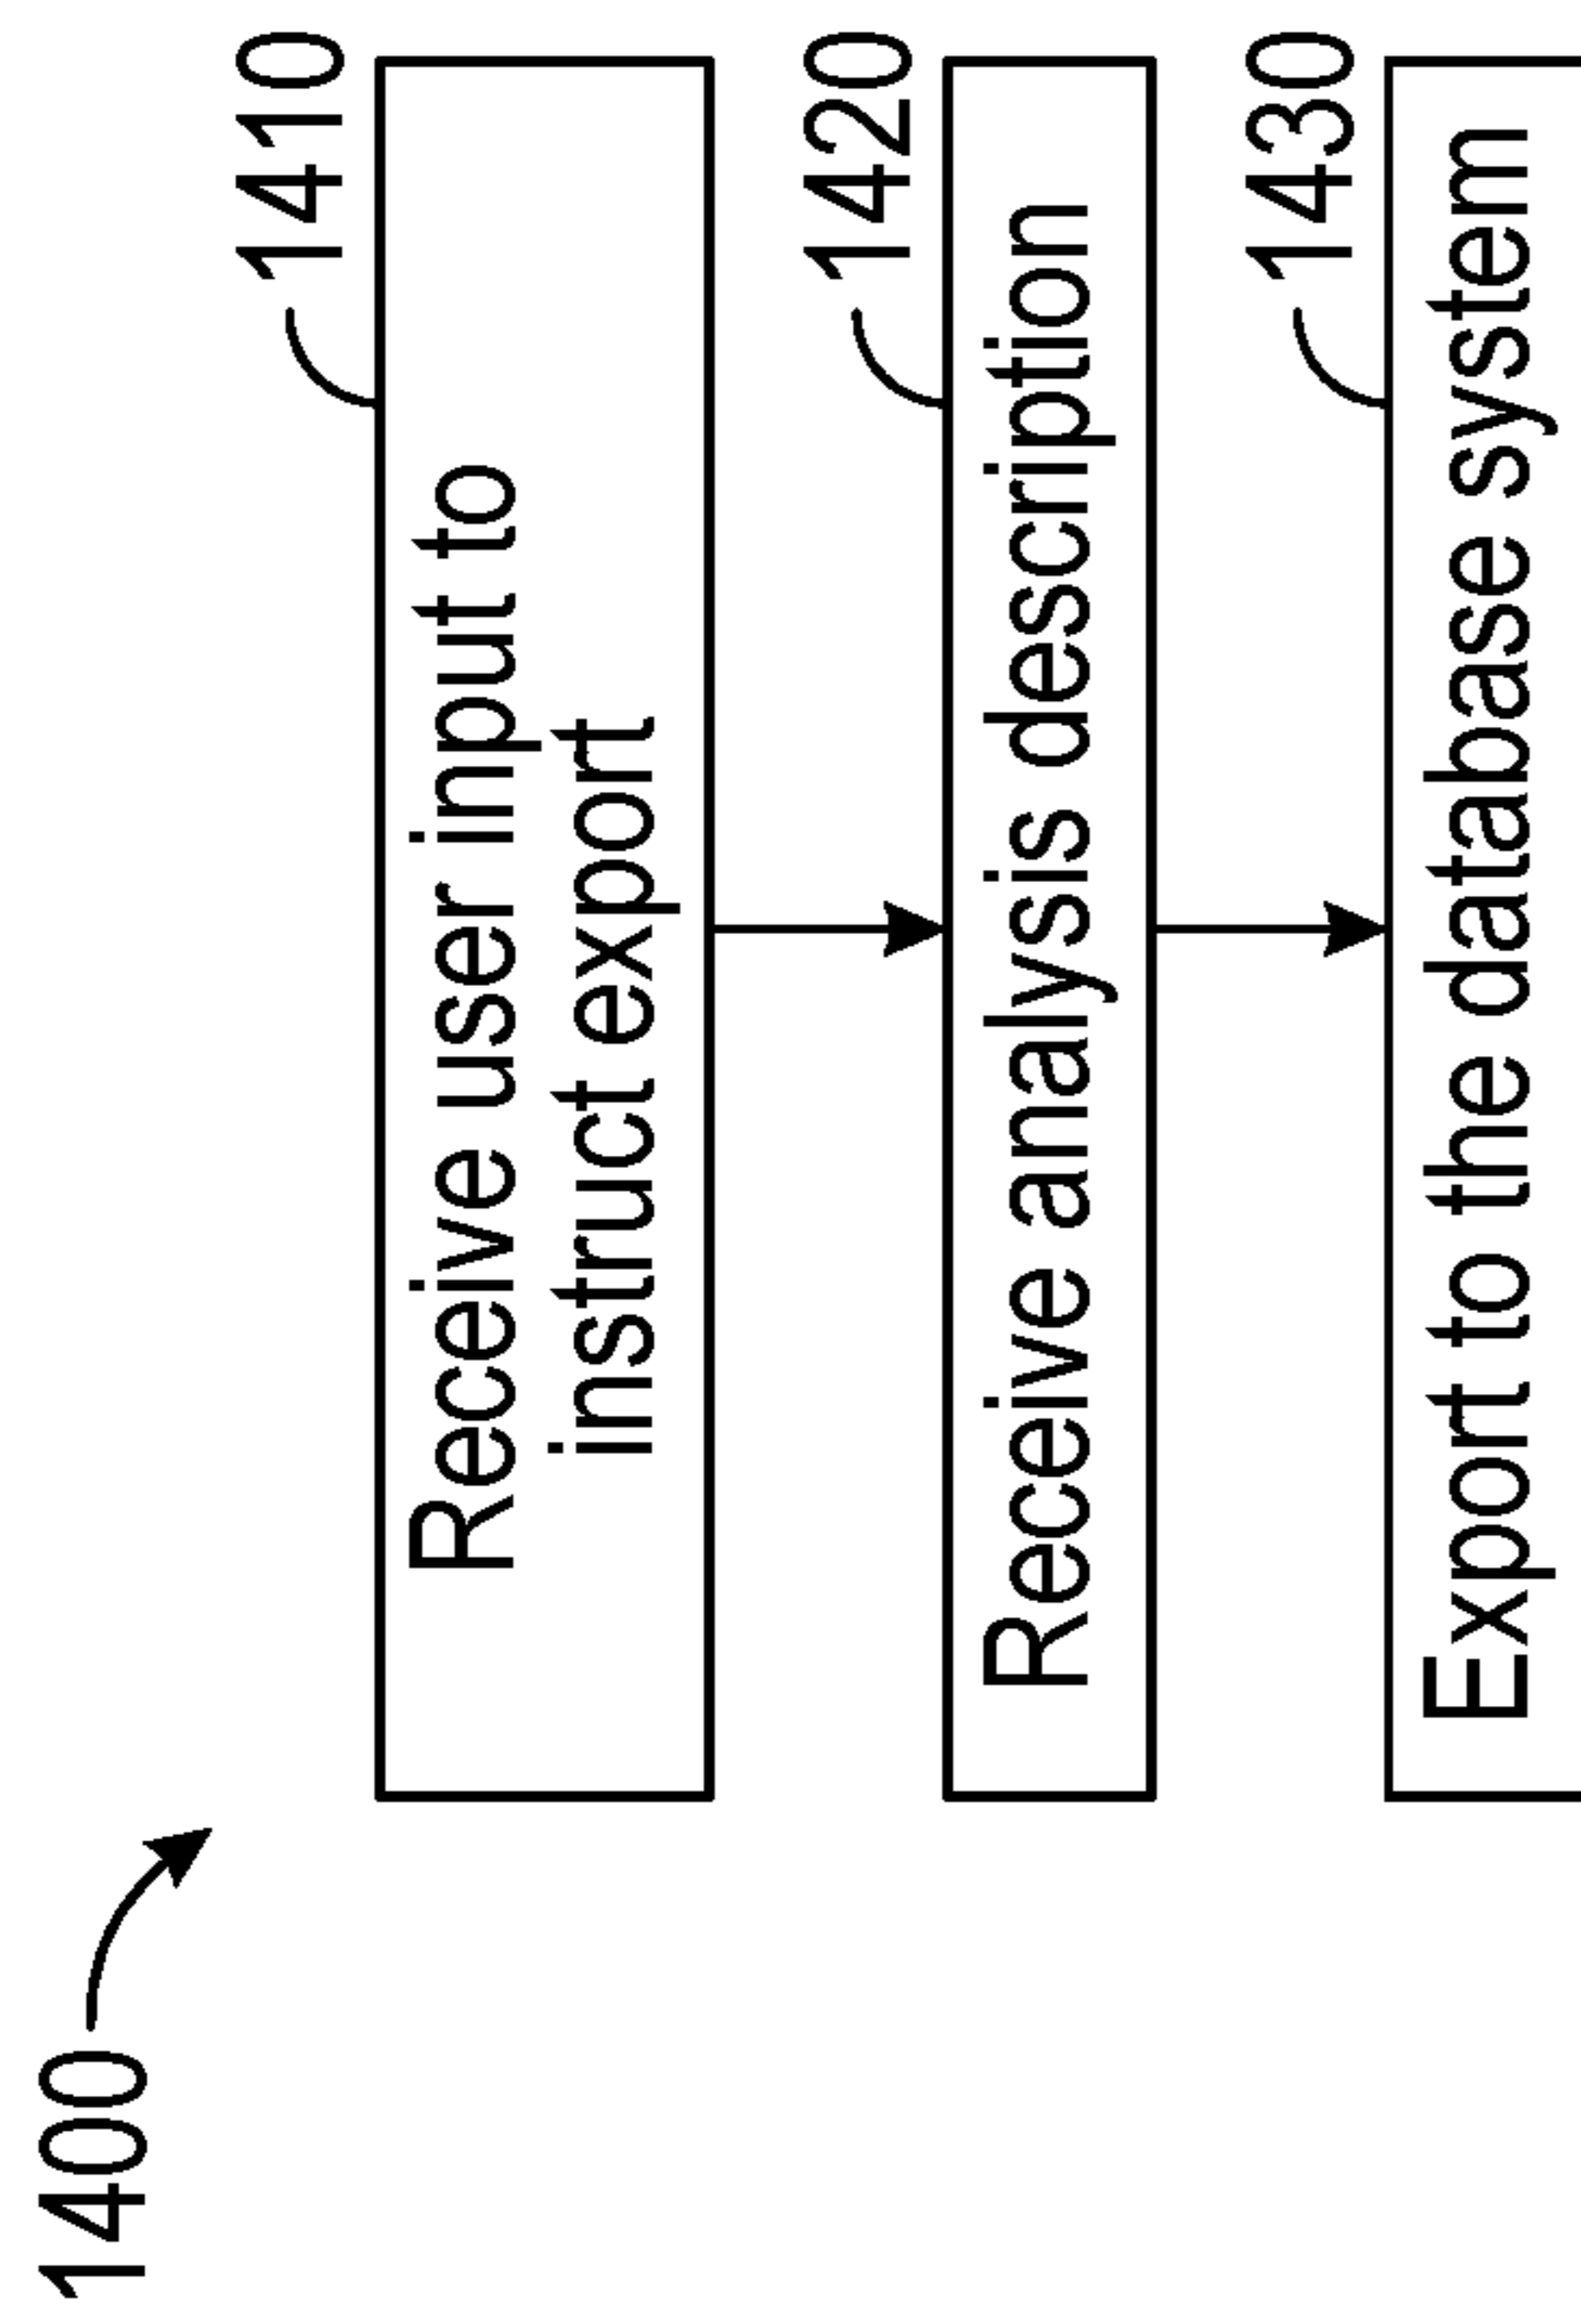 1400
1410
Receive user input to
instruct export
1420
Receive analysis description
1430
Export to the database system